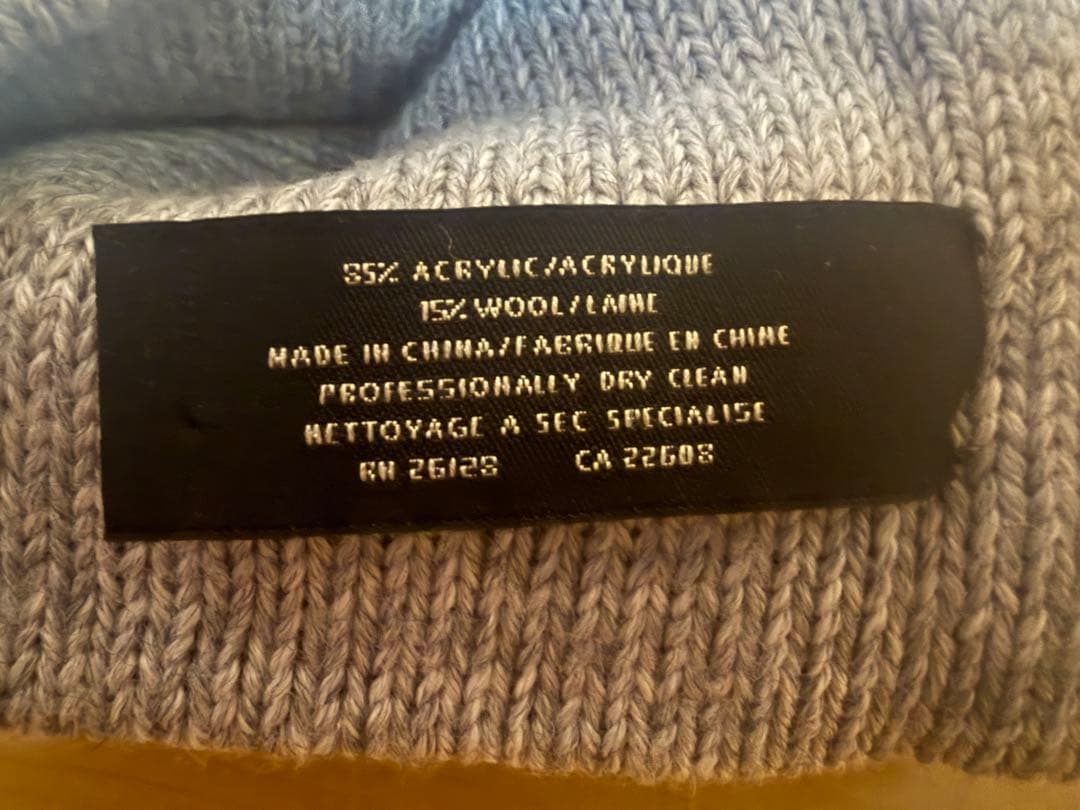 85% ACRYLIC/ACRYLIQUE
15% WOOL/LAINE
MADE IN CHINA/FABRIQUE EN CHINE
PROFESSIONALLY DRY CLEAN
NETTOYAGE A SEC SPECIALISE
RN 26128 CA 22608